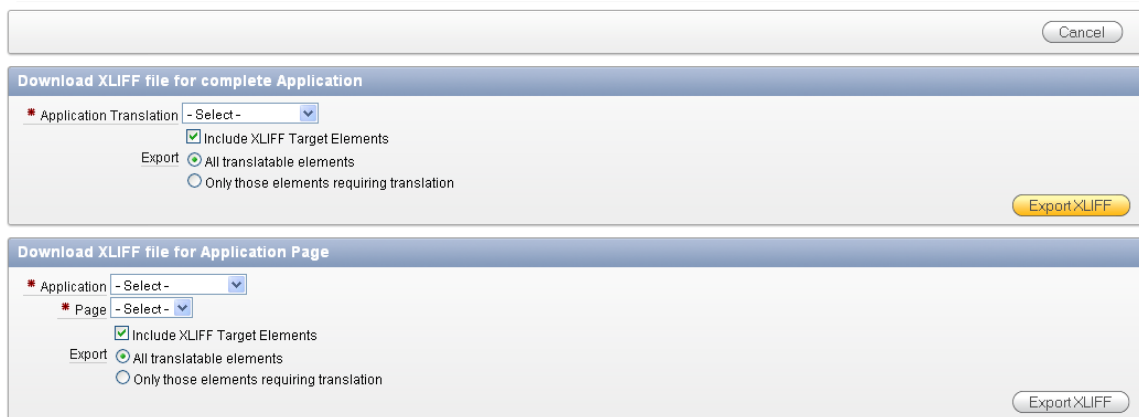 Cancel
Download XLIFF file for complete Application
* Application Translation - Select -
Include XLIFF Target Elements
Export All translatable elements
Only those elements requiring translation
Export XLIFF
Download XLIFF file for Application Page
* Application - Select -
* Page - Select -
Include XLIFF Target Elements
Export All translatable elements
Only those elements requiring translation
Export XLIFF